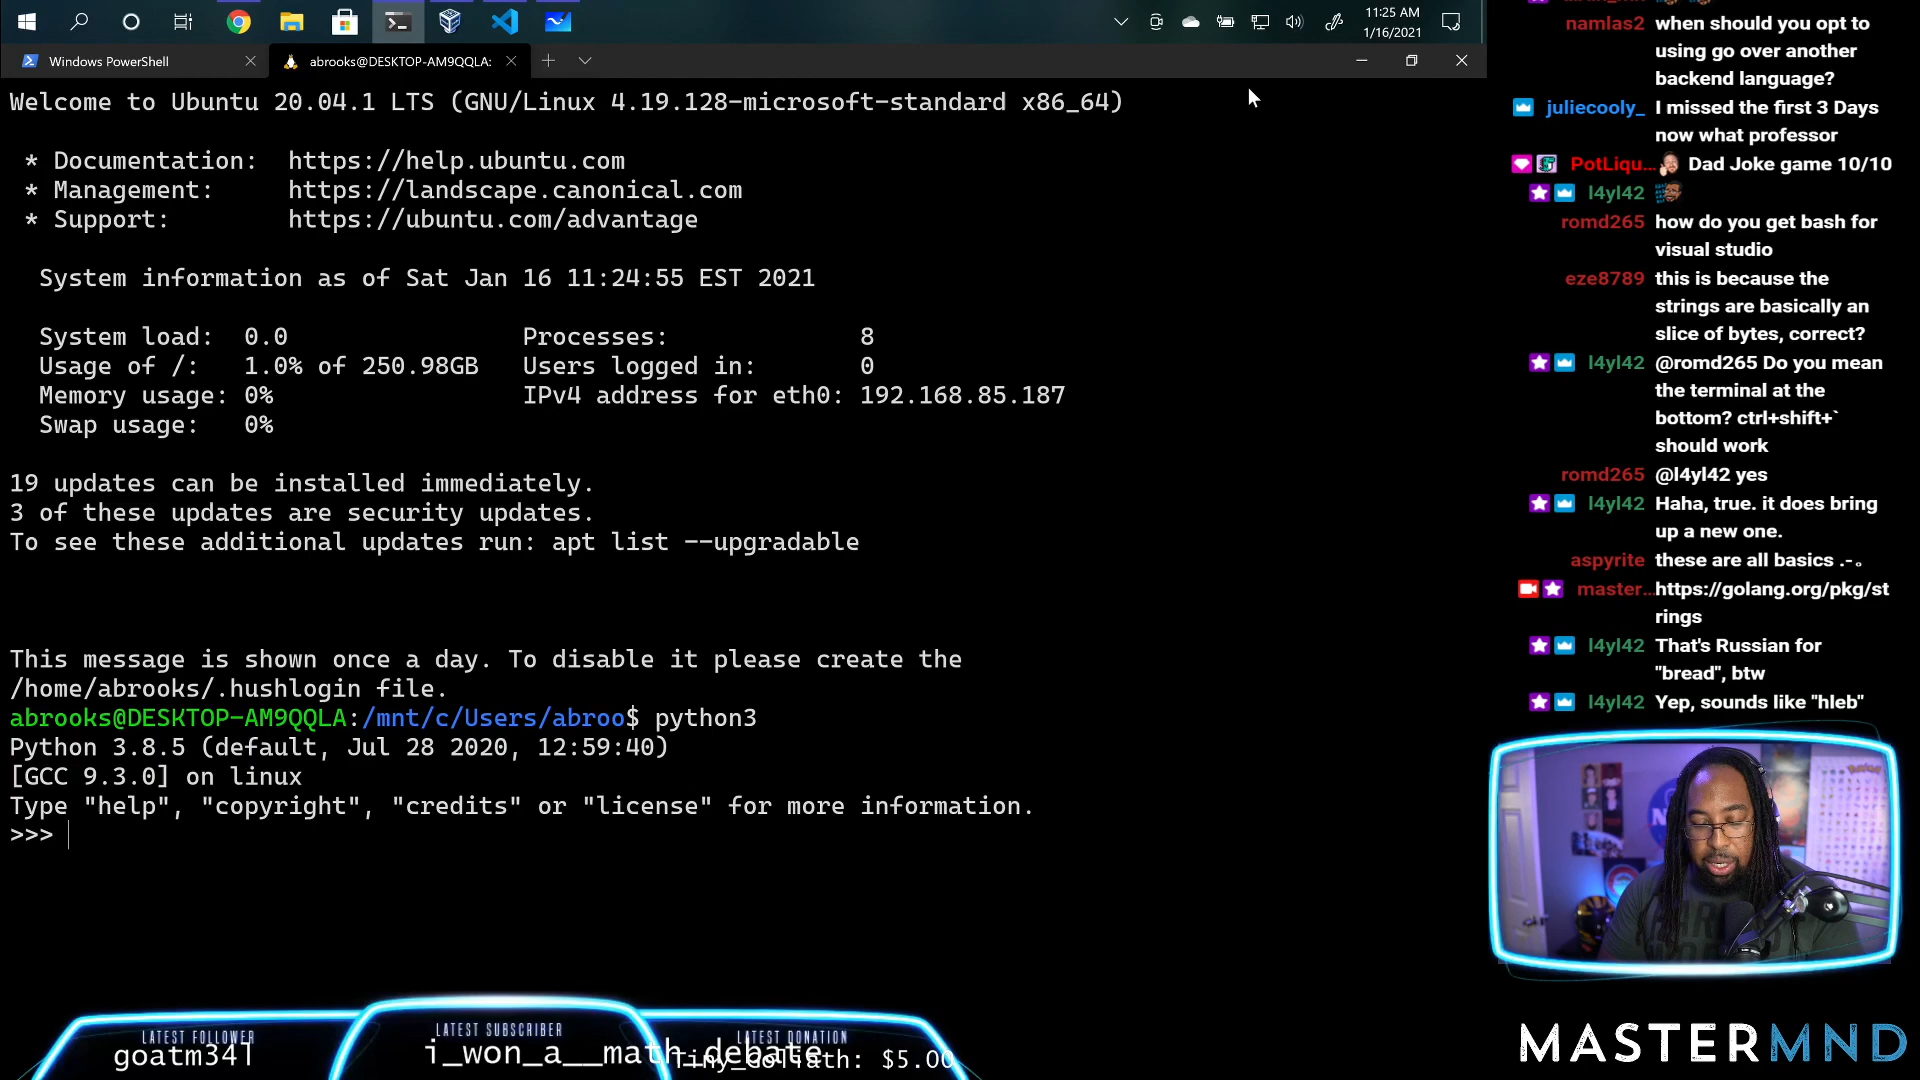 11:25 AM
1/16/2021
Windows PowerShell
abrooks@DESKTOP-AM9QQLA:
Welcome to Ubuntu 20.04.1 LTS (GNU/Linux 4.19.128-microsoft-standard x86_64)
* Documentation: https://help.ubuntu.com
* Management: https://landscape.canonical.com
* Support: https://ubuntu.com/advantage
System information as of Sat Jan 16 11:24:55 EST 2021
System load: 0.0 Processes: 8
Usage of /: 1.0% of 250.98GB Users logged in: 0
Memory usage: 0% IPv4 address for eth0: 192.168.85.187
Swap usage: 0%
19 updates can be installed immediately.
3 of these updates are security updates.
To see these additional updates run: apt list --upgradable
This message is shown once a day. To disable it please create the
/home/abrooks/.hushlogin file.
abrooks@DESKTOP-AM9QQLA:/mnt/c/Users/abroo$ python3
Python 3.8.5 (default, Jul 28 2020, 12:59:40)
[GCC 9.3.0] on linux
Type "help", "copyright", "credits" or "license" for more information.
>>>
namlas2 when should you opt to
using go over another
backend language?
juliecooly_ I missed the first 3 Days
now what professor
PotLiqu... Dad Joke game 10/10
l4yl42
romd265 how do you get bash for
visual studio
eze8789 this is because the
strings are basically an
slice of bytes, correct?
l4yl42 @romd265 Do you mean
the terminal at the
bottom? ctrl+shift+`
should work
romd265 @l4yl42 yes
l4yl42 Haha, true. it does bring
up a new one.
aspyrite these are all basics .-。
master... https://golang.org/pkg/st
rings
l4yl42 That's Russian for
"bread", btw
l4yl42 Yep, sounds like "hleb"
LATEST FOLLOWER
goatm341
LATEST SUBSCRIBER
i_won_a__math_debate
LATEST DONATION
Tiny_Goliath: $5.00
MASTERMND